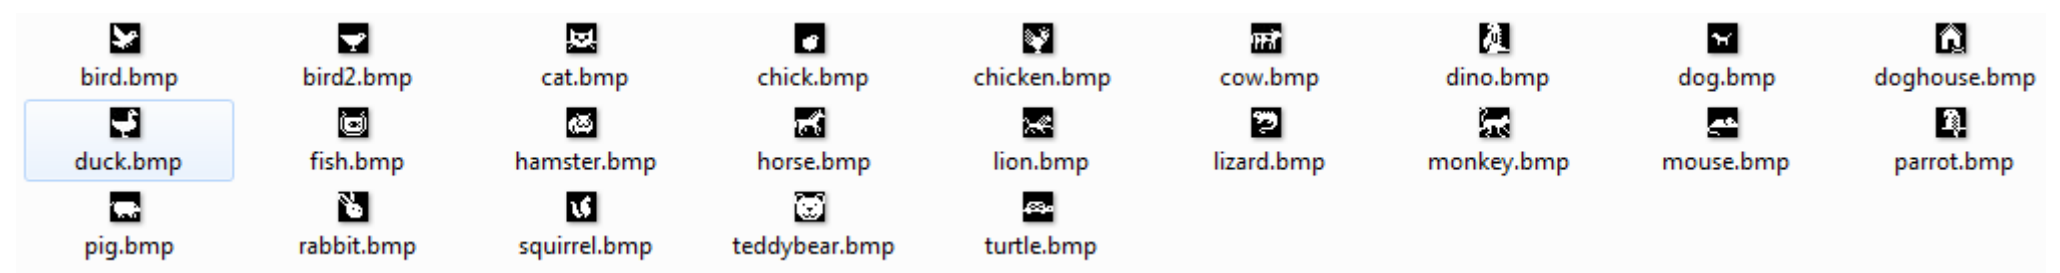 bird.bmp bird2.bmp cat.bmp chick.bmp chicken.bmp cow.bmp dino.bmp dog.bmp doghouse.bmp
duck.bmp fish.bmp hamster.bmp horse.bmp lion.bmp lizard.bmp monkey.bmp mouse.bmp parrot.bmp
pig.bmp rabbit.bmp squirrel.bmp teddybear.bmp turtle.bmp